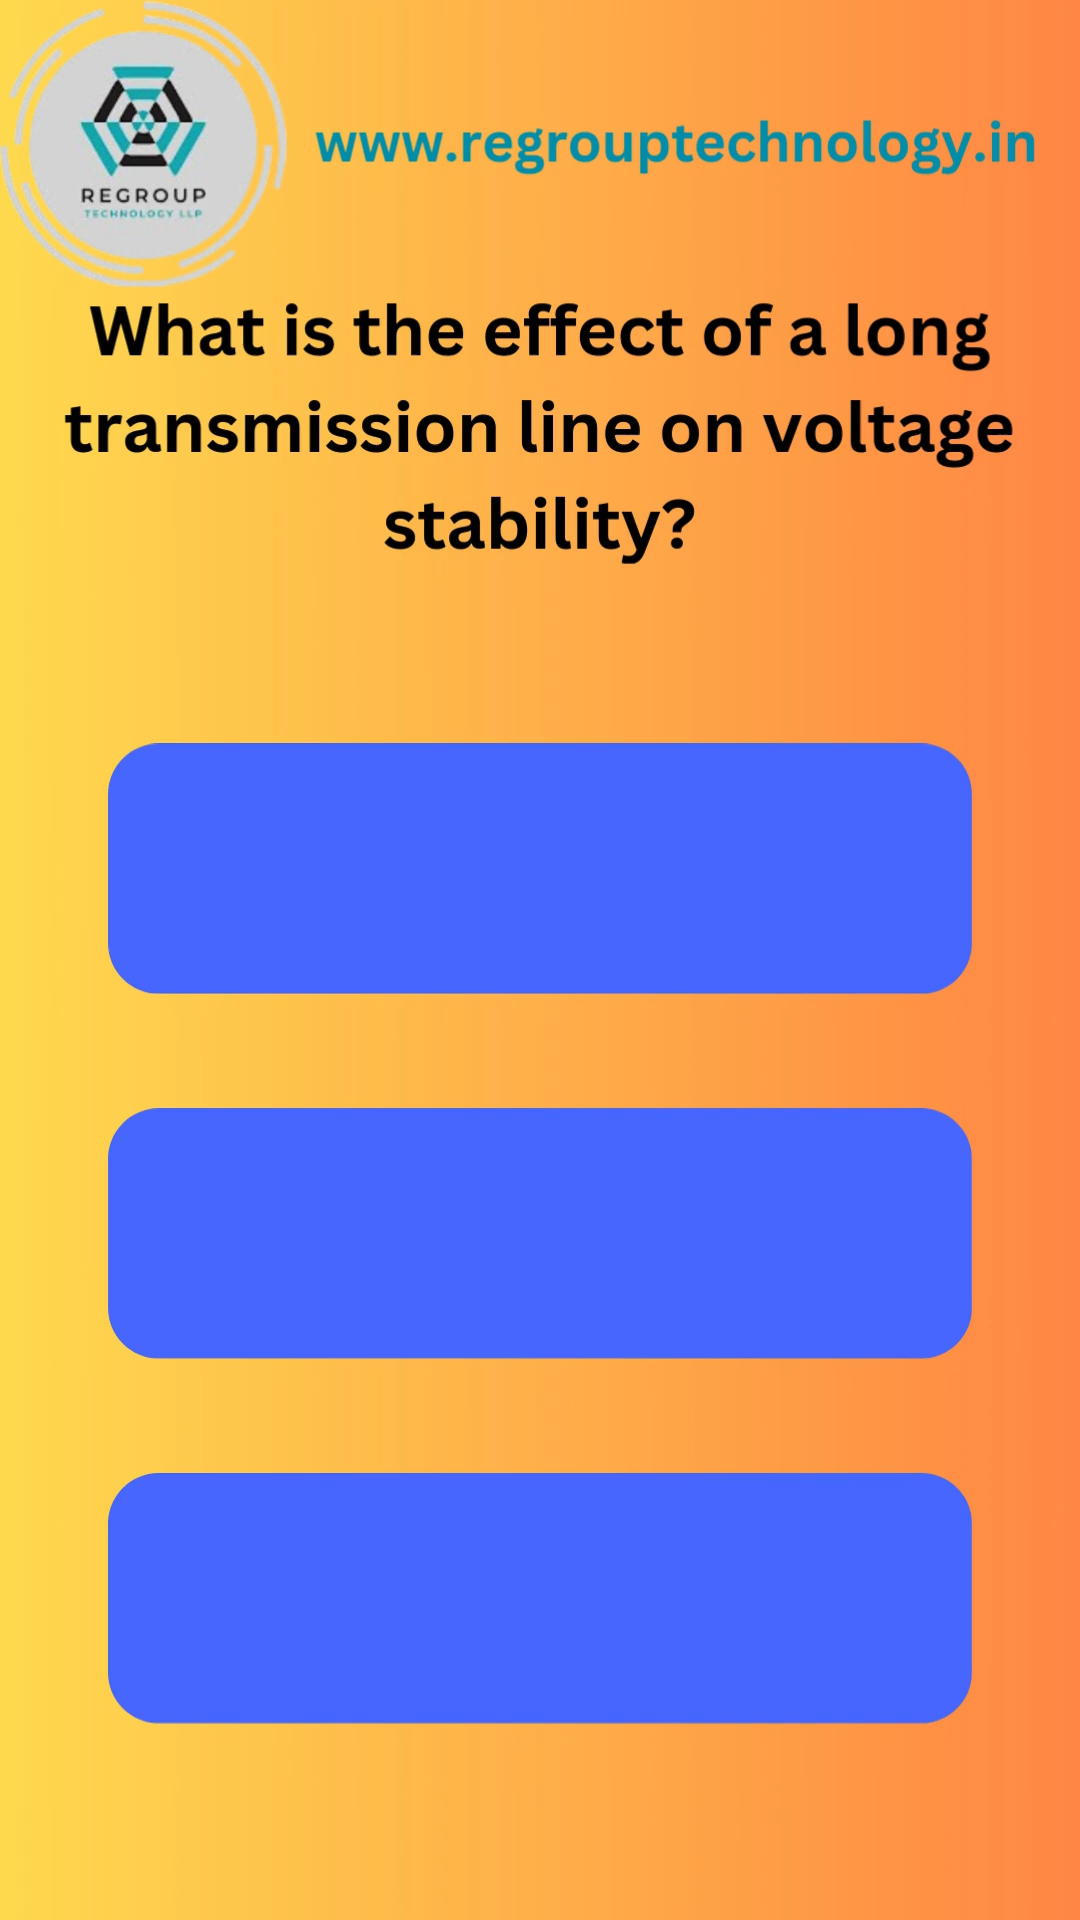 REGROUP
TECHNOLOGY LLP
www.regrouptechnology.in
What is the effect of a long
transmission line on voltage
stability?